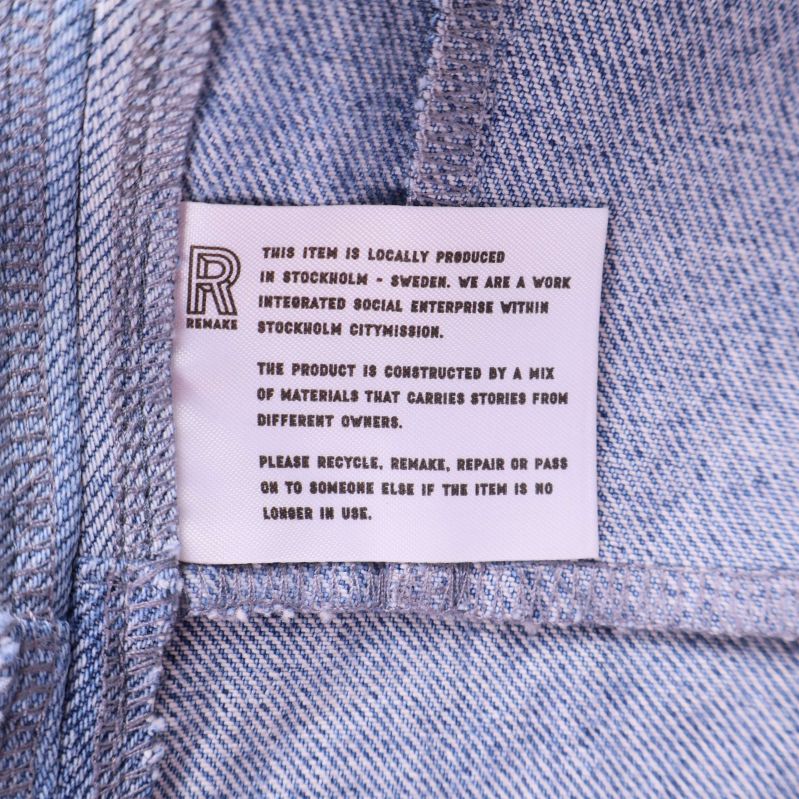 R
REMAKE
THIS ITEM IS LOCALLY PRODUCED
IN STOCKHOLM - SWEDEN. WE ARE A WORK
INTEGRATED SOCIAL ENTERPRISE WITHIN
STOCKHOLM CITYMISSION.
THE PRODUCT IS CONSTRUCTED BY A MIX
OF MATERIALS THAT CARRIES STORIES FROM
DIFFERENT OWNERS.
PLEASE RECYCLE, REMAKE, REPAIR OR PASS
ON TO SOMEONE ELSE IF THE ITEM IS NO
LONGER IN USE.